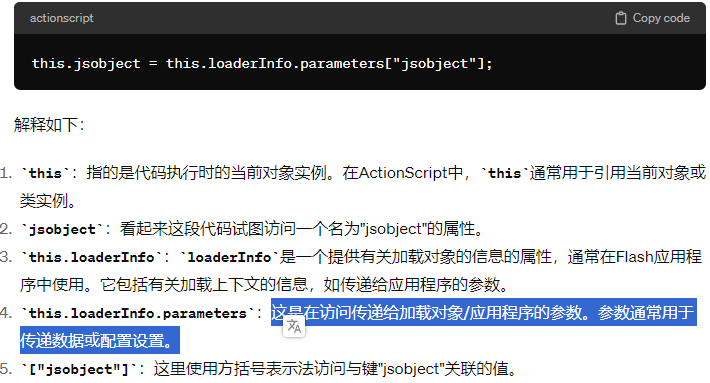 actionscript Copy code
this.jsobject = this.loaderInfo.parameters["jsobject"];
解释如下：
1. `this`：指的是代码执行时的当前对象实例。在ActionScript中，`this`通常用于引用当前对象或
类实例。
2. `jsobject`：看起来这段代码试图访问一个名为"jsobject"的属性。
3. `this.loaderInfo`：`loaderInfo`是一个提供有关加载对象的信息的属性，通常在Flash应用程
序中使用。它包括有关加载上下文的信息，如传递给应用程序的参数。
4. `this.loaderInfo.parameters`：这是在访问传递给加载对象/应用程序的参数。参数通常用于
传递数据或配置设置。
5. `["jsobject"]`：这里使用方括号表示法访问与键"jsobject"关联的值。